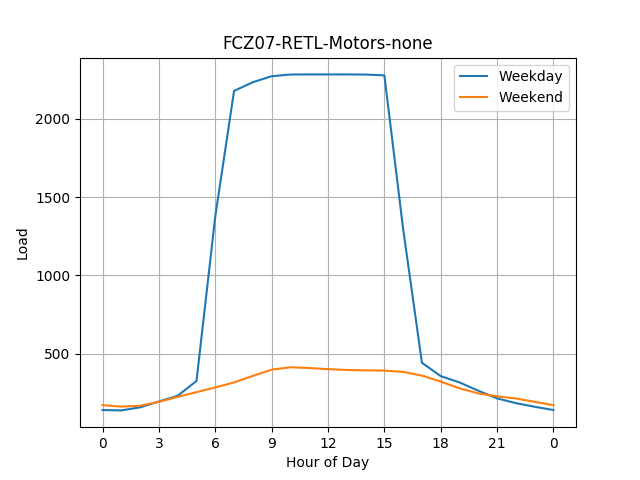 FCZ07-RETL-Motors-none
Weekday
Weekend
2000
1500
1000
500
Load
0 3 6 9 12 15 18 21 0
Hour of Day